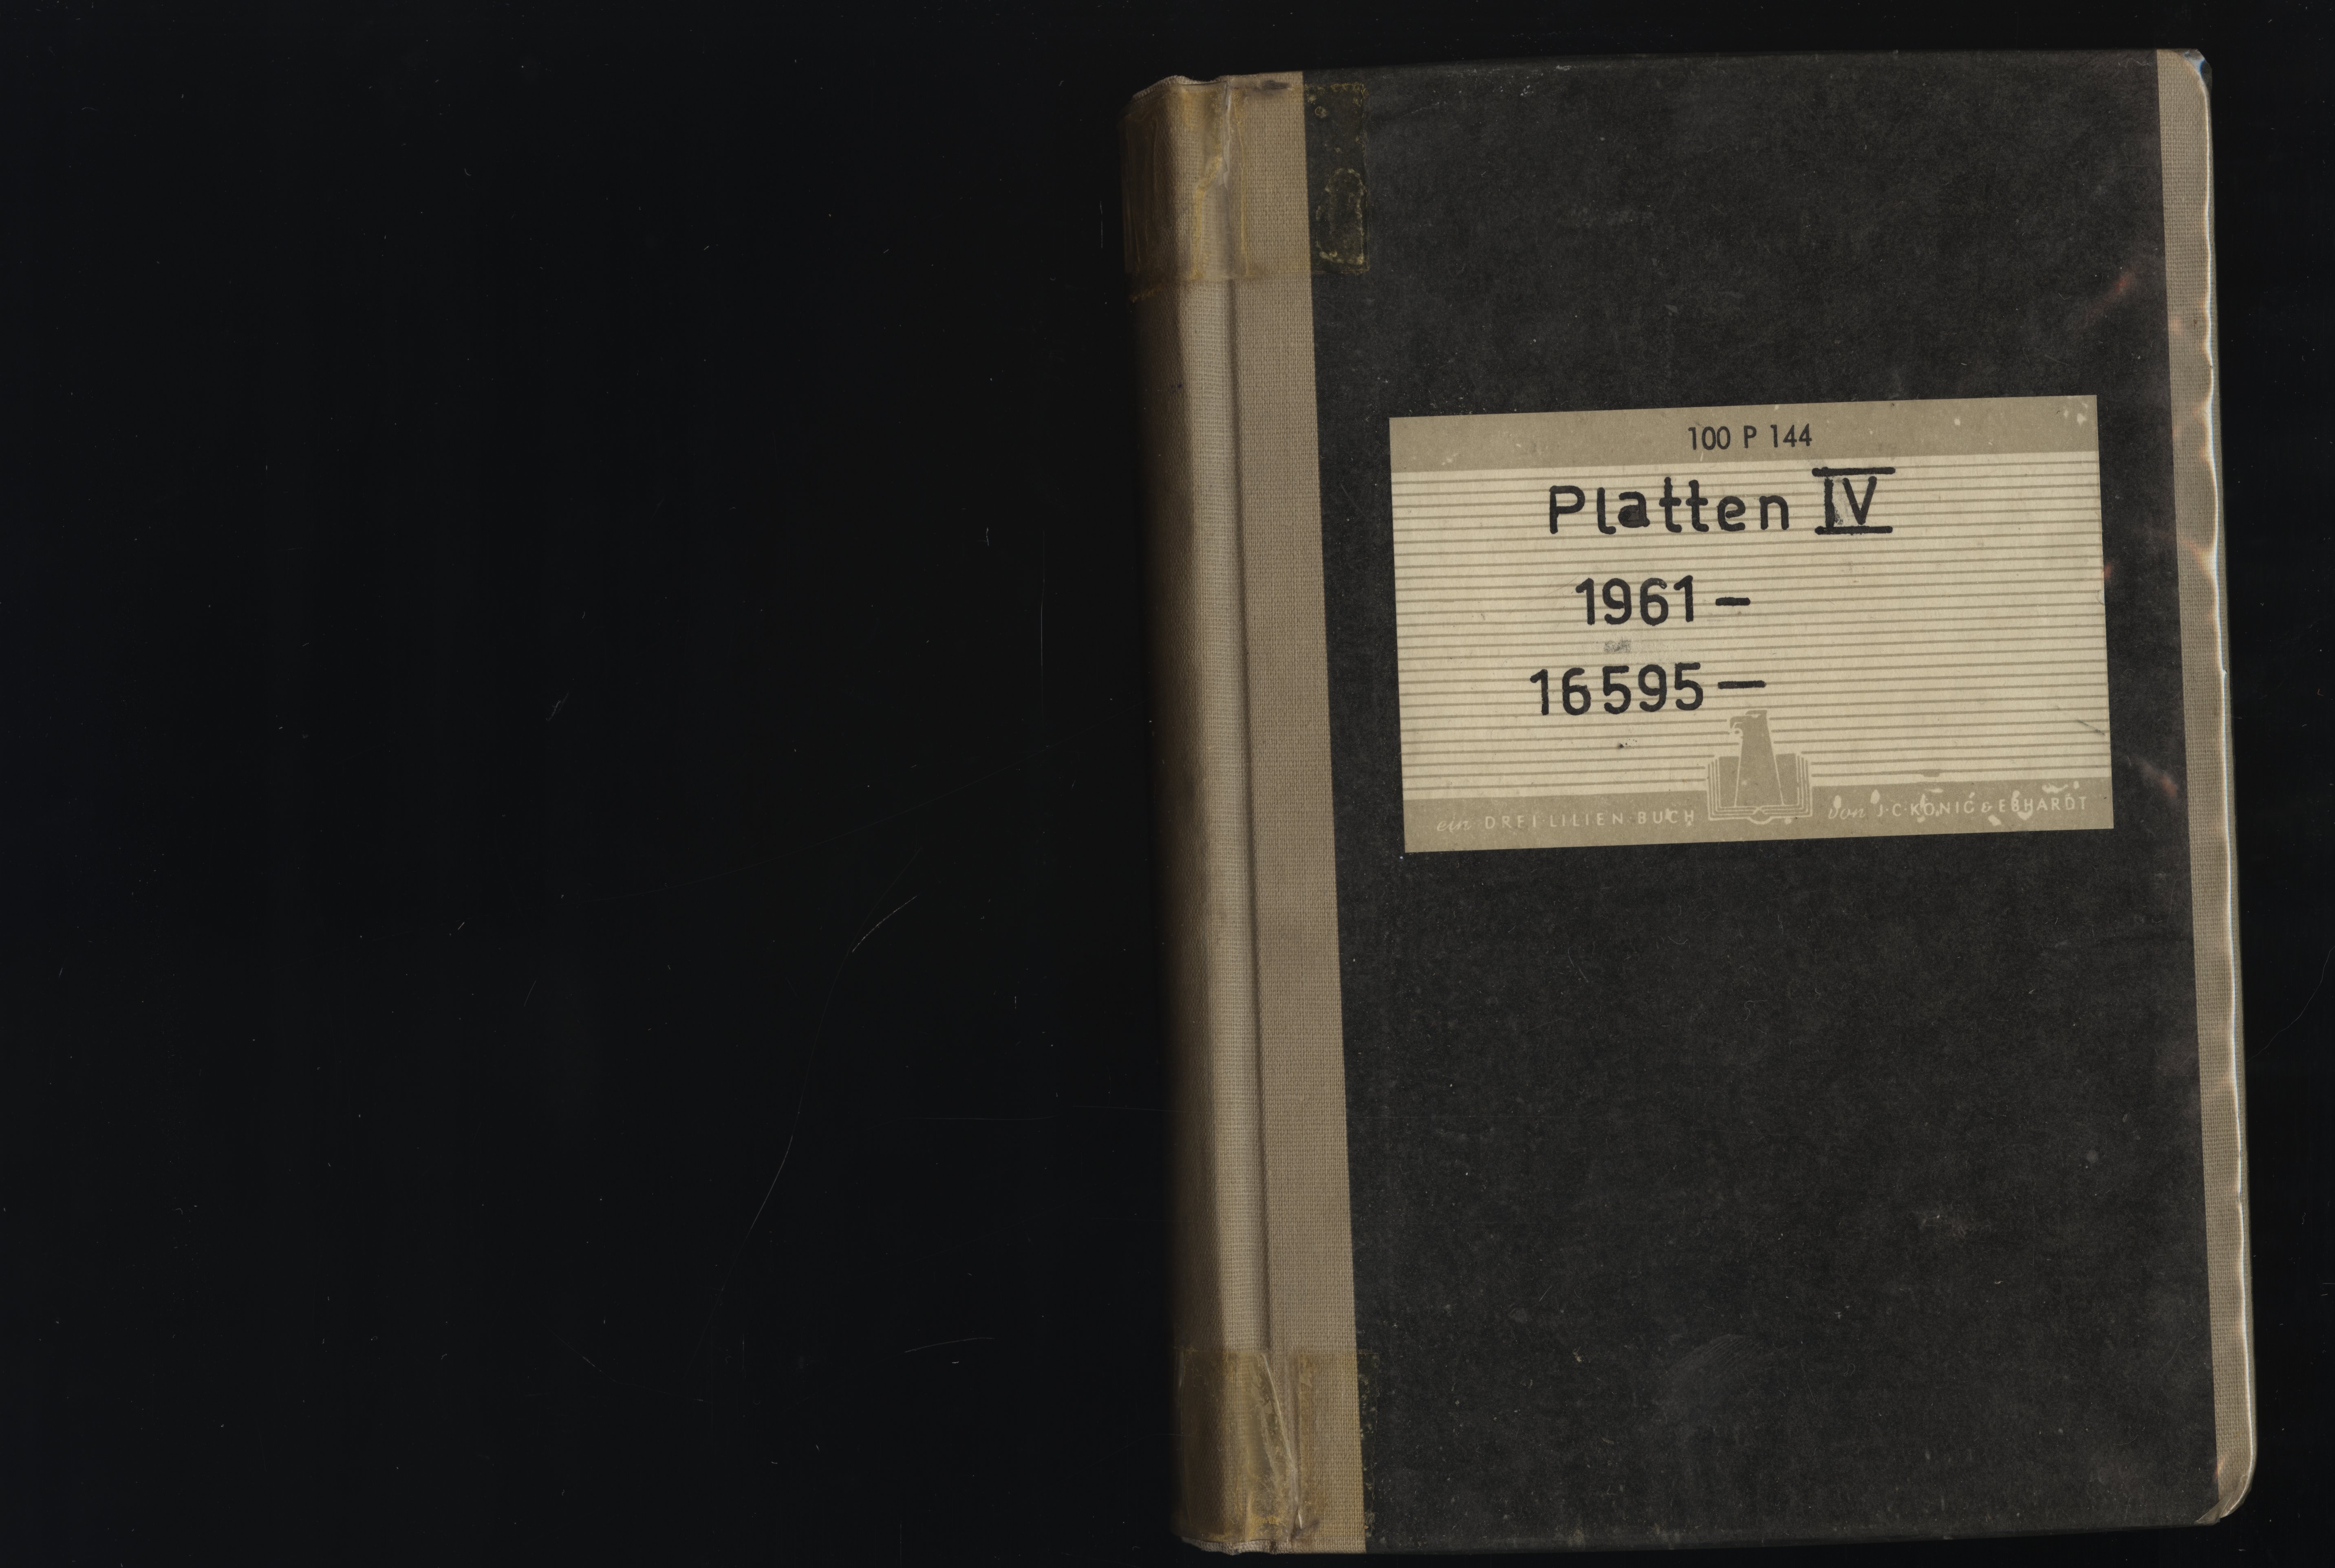 100 P 144
Platten IV
1961 –
16595 –
ein DREI LILIEN BUCH von J·C·KÖNIG & EBHARDT